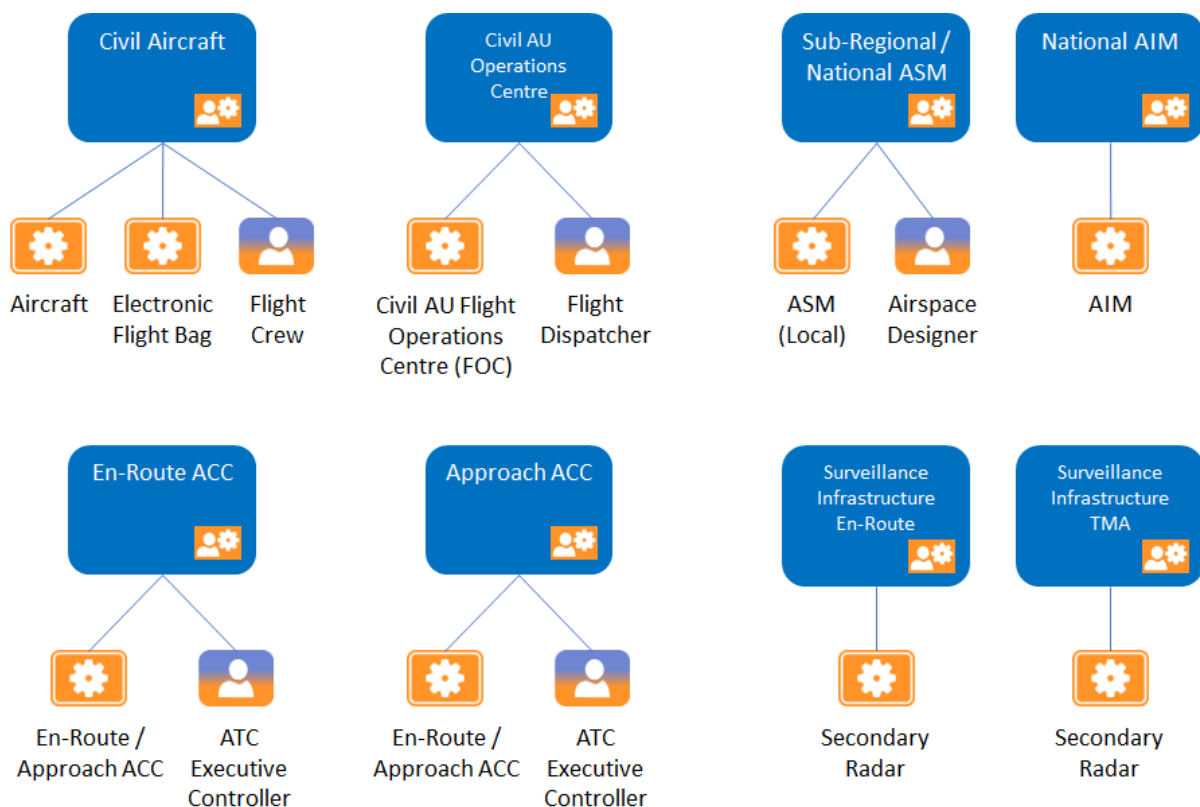 Civil Aircraft
Civil AU
Operations
Centre
Sub-Regional /
National ASM
National AIM
Aircraft
Electronic
Flight Bag
Flight
Crew
Civil AU Flight
Operations
Centre (FOC)
Flight
Dispatcher
ASM
(Local)
Airspace
Designer
AIM
En-Route ACC
Approach ACC
Surveillance
Infrastructure
En-Route
Surveillance
Infrastructure
TMA
En-Route /
Approach ACC
ATC
Executive
Controller
En-Route /
Approach ACC
ATC
Executive
Controller
Secondary
Radar
Secondary
Radar